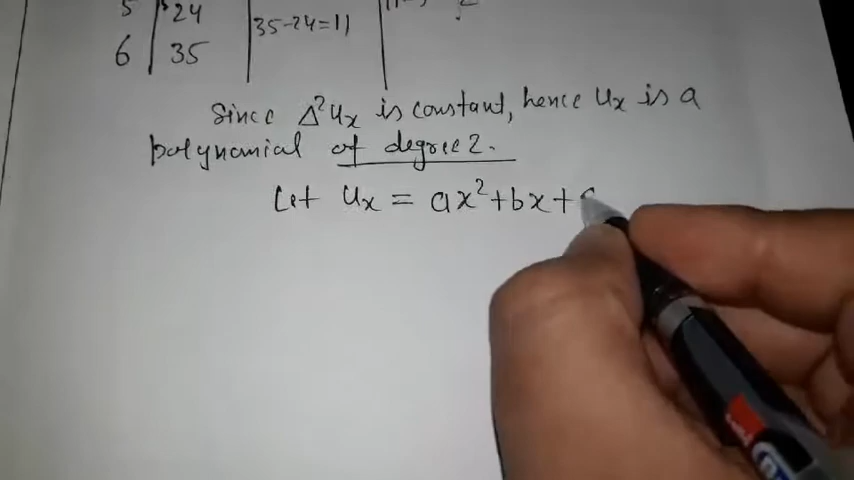 5 24
35-24=11
6 35
Since Δ²Ux is constant, hence Ux is a
polynomial of degree 2.
Let Ux = ax²+bx+